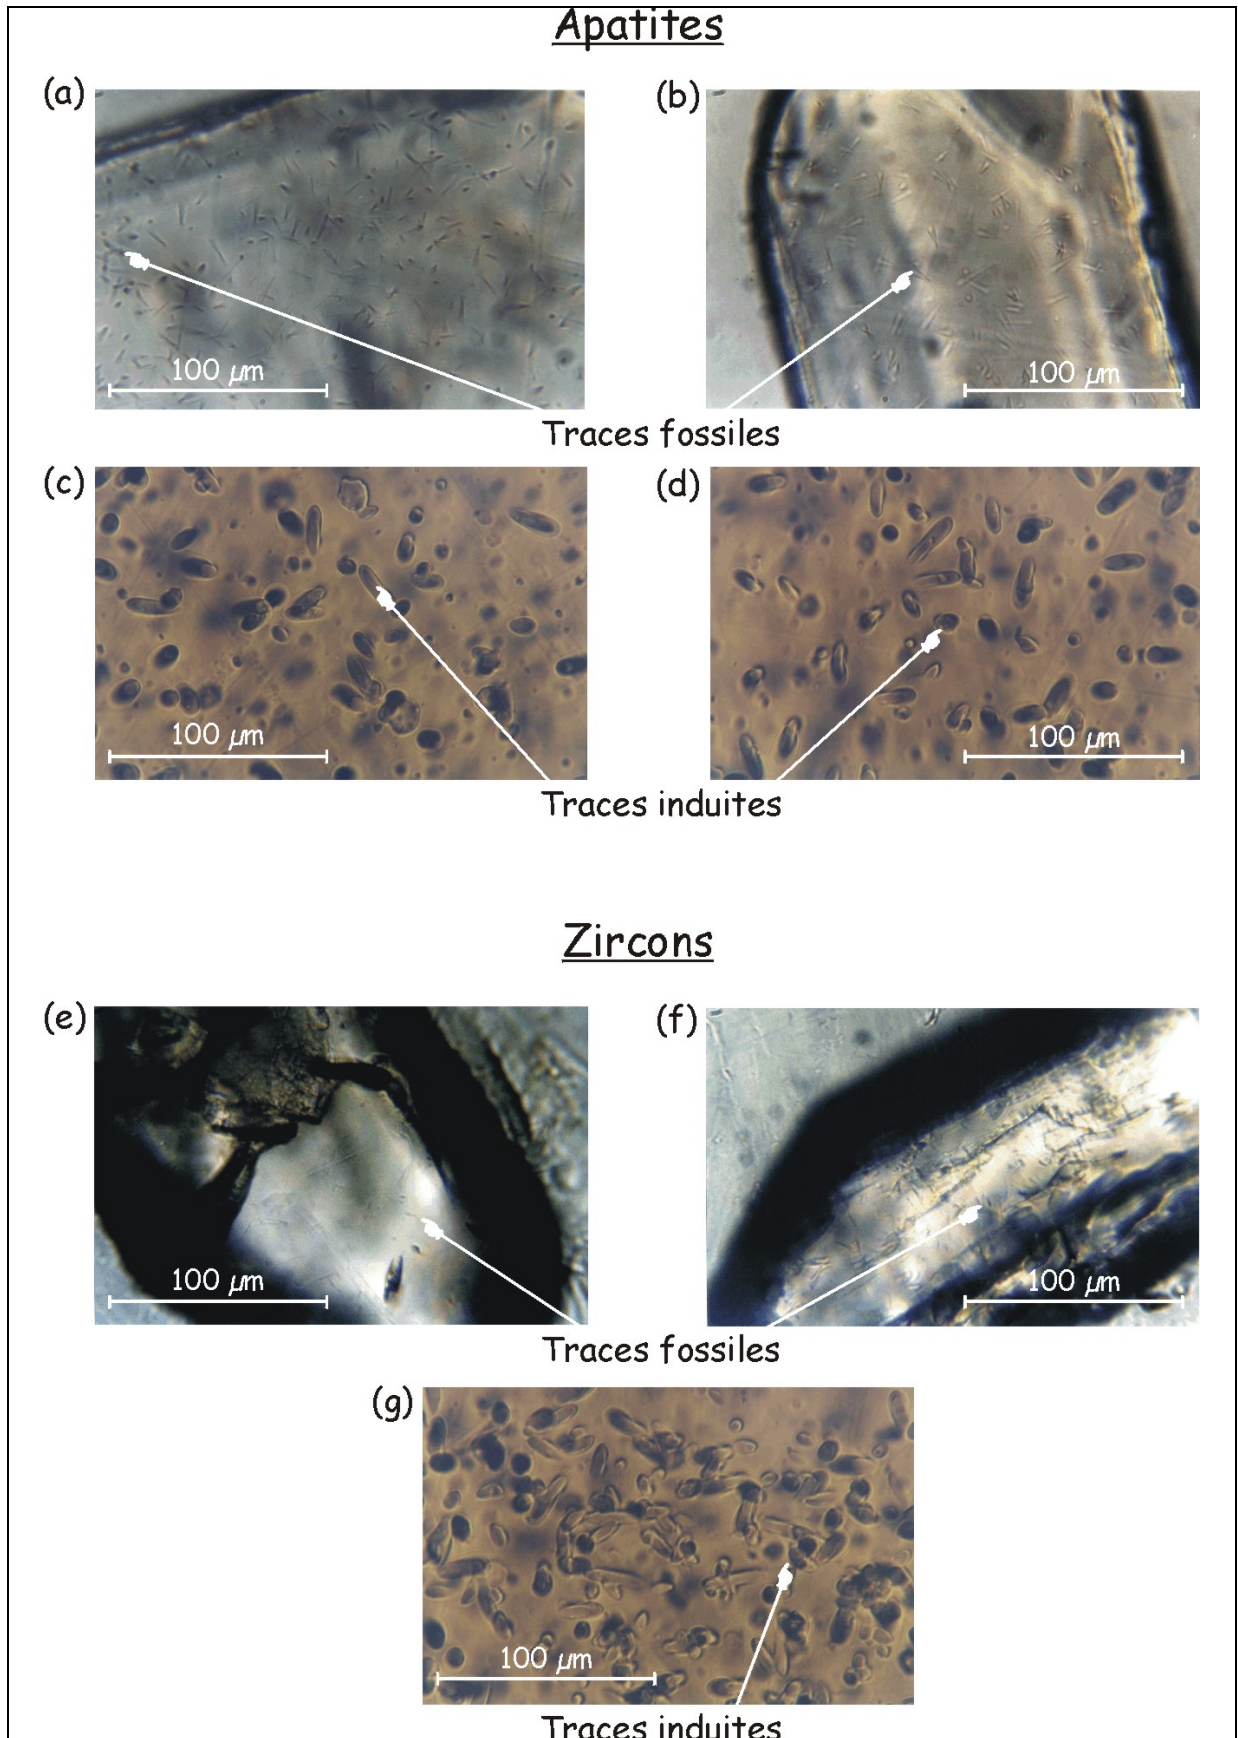 Apatites
(a)
(b)
100 µm
100 µm
Traces fossiles
(c)
(d)
100 µm
100 µm
Traces induites
Zircons
(e)
(f)
100 µm
100 µm
Traces fossiles
(g)
100 µm
Traces induites